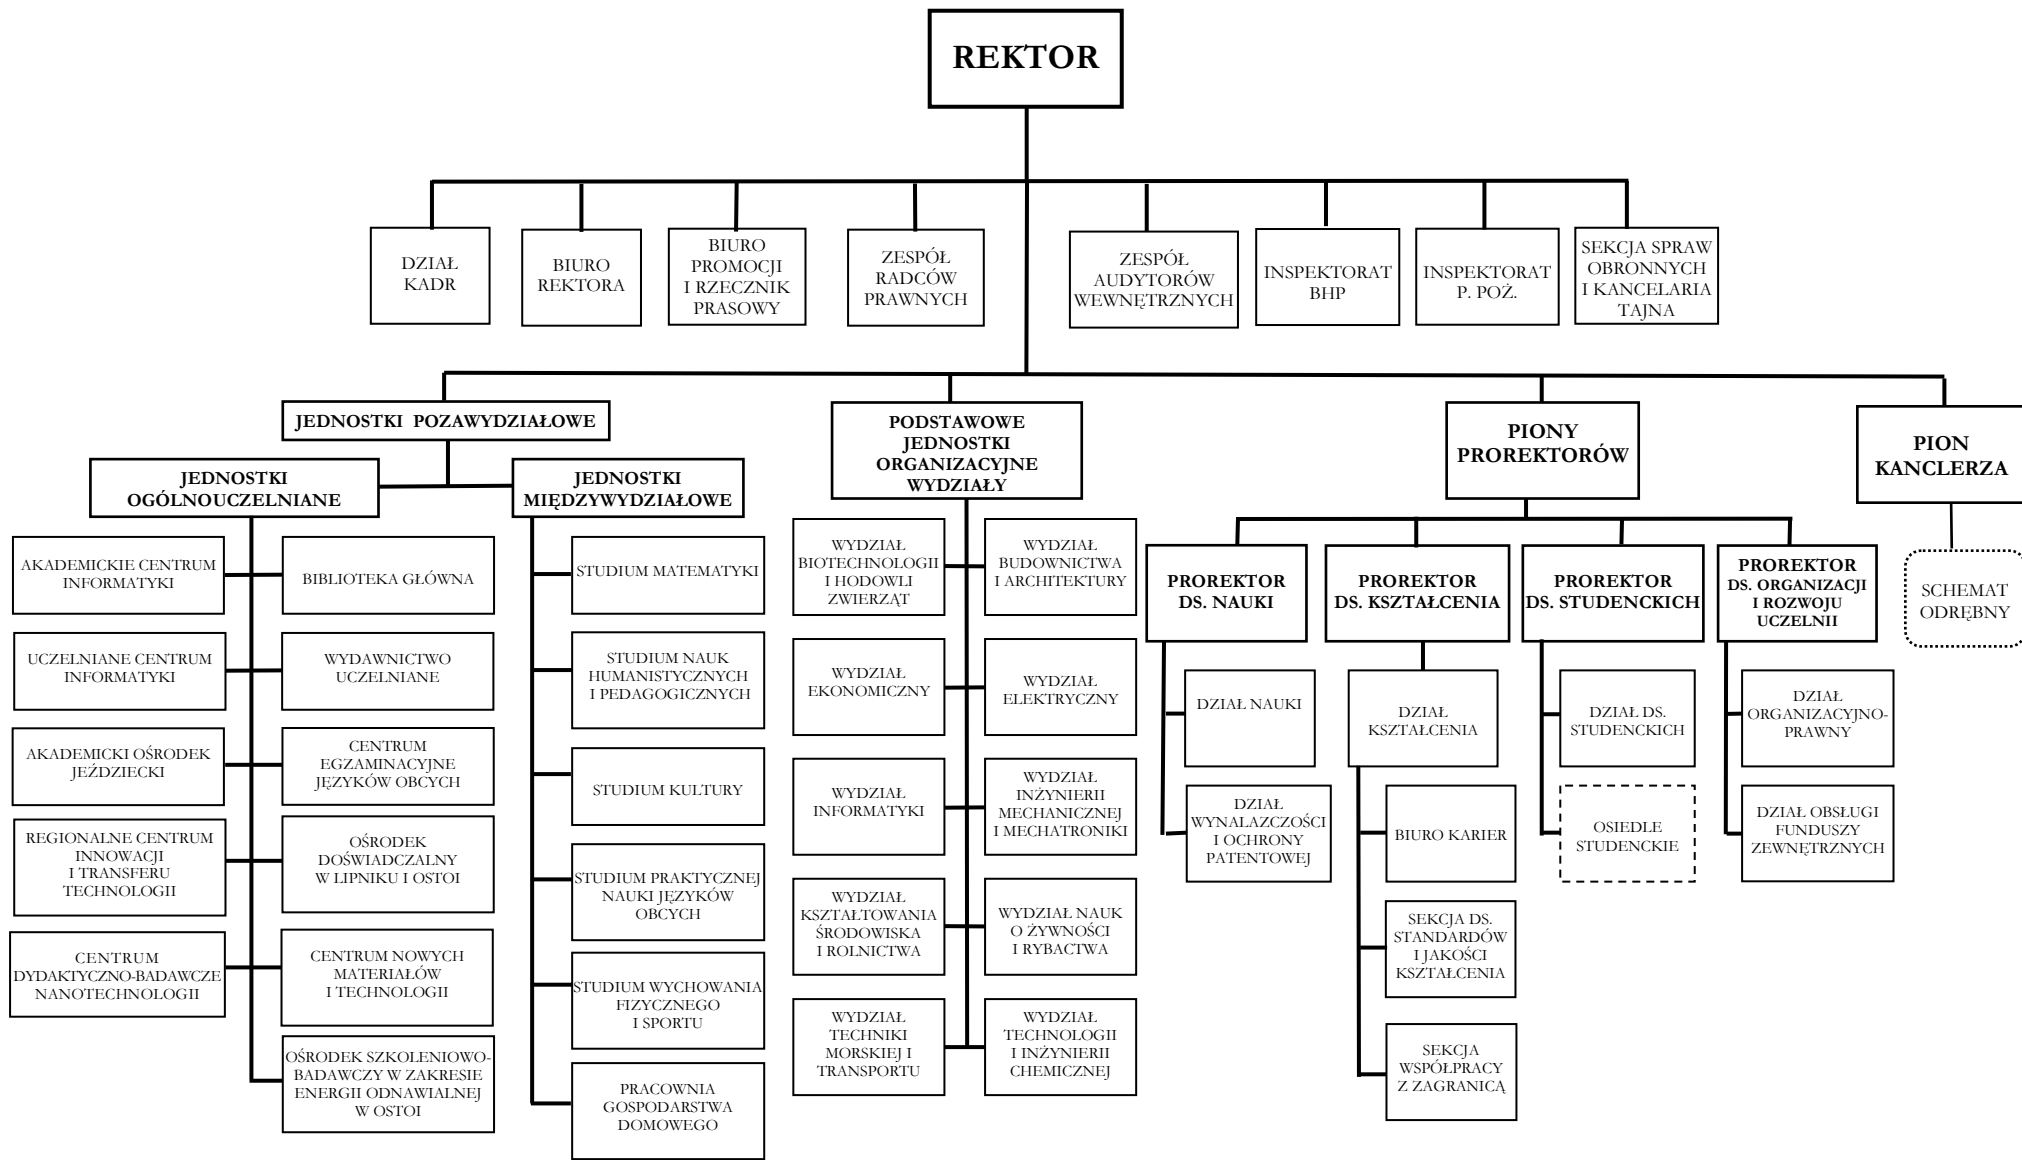 REKTOR
DZIAŁ
KADR
BIURO
REKTORA
BIURO
PROMOCJI
I RZECZNIK
PRASOWY
ZESPÓŁ
RADCÓW
PRAWNYCH
ZESPÓŁ
AUDYTORÓW
WEWNĘTRZNYCH
INSPEKTORAT
BHP
INSPEKTORAT
P. POŻ.
SEKCJA SPRAW
OBRONNYCH
I KANCELARIA
TAJNA
JEDNOSTKI POZAWYDZIAŁOWE
JEDNOSTKI
OGÓLNOUCZELNIANE
AKADEMICKIE CENTRUM
INFORMATYKI
BIBLIOTEKA GŁÓWNA
UCZELNIANE CENTRUM
INFORMATYKI
WYDAWNICTWO
UCZELNIANE
AKADEMICKI OŚRODEK
JEŹDZIECKI
CENTRUM
EGZAMINACYJNE
JĘZYKÓW OBCYCH
REGIONALNE CENTRUM
INNOWACJI
I TRANSFERU
TECHNOLOGII
OŚRODEK
DOŚWIADCZALNY
W LIPNIKU I OSTOI
CENTRUM
DYDAKTYCZNO-BADAWCZE
NANOTECHNOLOGII
CENTRUM NOWYCH
MATERIAŁÓW
I TECHNOLOGII
OŚRODEK SZKOLENIOWO-
BADAWCZY W ZAKRESIE
ENERGII ODNAWIALNEJ
W OSTOI
JEDNOSTKI
MIĘDZYWYDZIAŁOWE
STUDIUM MATEMATYKI
STUDIUM NAUK
HUMANISTYCZNYCH
I PEDAGOGICZNYCH
STUDIUM KULTURY
STUDIUM PRAKTYCZNEJ
NAUKI JĘZYKÓW
OBCYCH
STUDIUM WYCHOWANIA
FIZYCZNEGO
I SPORTU
PRACOWNIA
GOSPODARSTWA
DOMOWEGO
PODSTAWOWE
JEDNOSTKI
ORGANIZACYJNE
WYDZIAŁY
WYDZIAŁ
BIOTECHNOLOGII
I HODOWLI
ZWIERZĄT
WYDZIAŁ
BUDOWNICTWA
I ARCHITEKTURY
WYDZIAŁ
EKONOMICZNY
WYDZIAŁ
ELEKTRYCZNY
WYDZIAŁ
INFORMATYKI
WYDZIAŁ
INŻYNIERII
MECHANICZNEJ
I MECHATRONIKI
WYDZIAŁ
KSZTAŁTOWANIA
ŚRODOWISKA
I ROLNICTWA
WYDZIAŁ NAUK
O ŻYWNOŚCI
I RYBACTWA
WYDZIAŁ
TECHNIKI
MORSKIEJ I
TRANSPORTU
WYDZIAŁ
TECHNOLOGII
I INŻYNIERII
CHEMICZNEJ
PIONY
PROREKTORÓW
PROREKTOR
DS. NAUKI
DZIAŁ NAUKI
DZIAŁ
WYNALAZCZOŚCI
I OCHRONY
PATENTOWEJ
PROREKTOR
DS. KSZTAŁCENIA
DZIAŁ
KSZTAŁCENIA
BIURO KARIER
SEKCJA DS.
STANDARDÓW
I JAKOŚCI
KSZTAŁCENIA
SEKCJA
WSPÓŁPRACY
Z ZAGRANICĄ
PROREKTOR
DS. STUDENCKICH
DZIAŁ DS.
STUDENCKICH
OSIEDLE
STUDENCKIE
PROREKTOR
DS. ORGANIZACJI
I ROZWOJU
UCZELNII
DZIAŁ
ORGANIZACYJNO-
PRAWNY
DZIAŁ OBSŁUGI
FUNDUSZY
ZEWNĘTRZNYCH
PION
KANCLERZA
SCHEMAT
ODRĘBNY